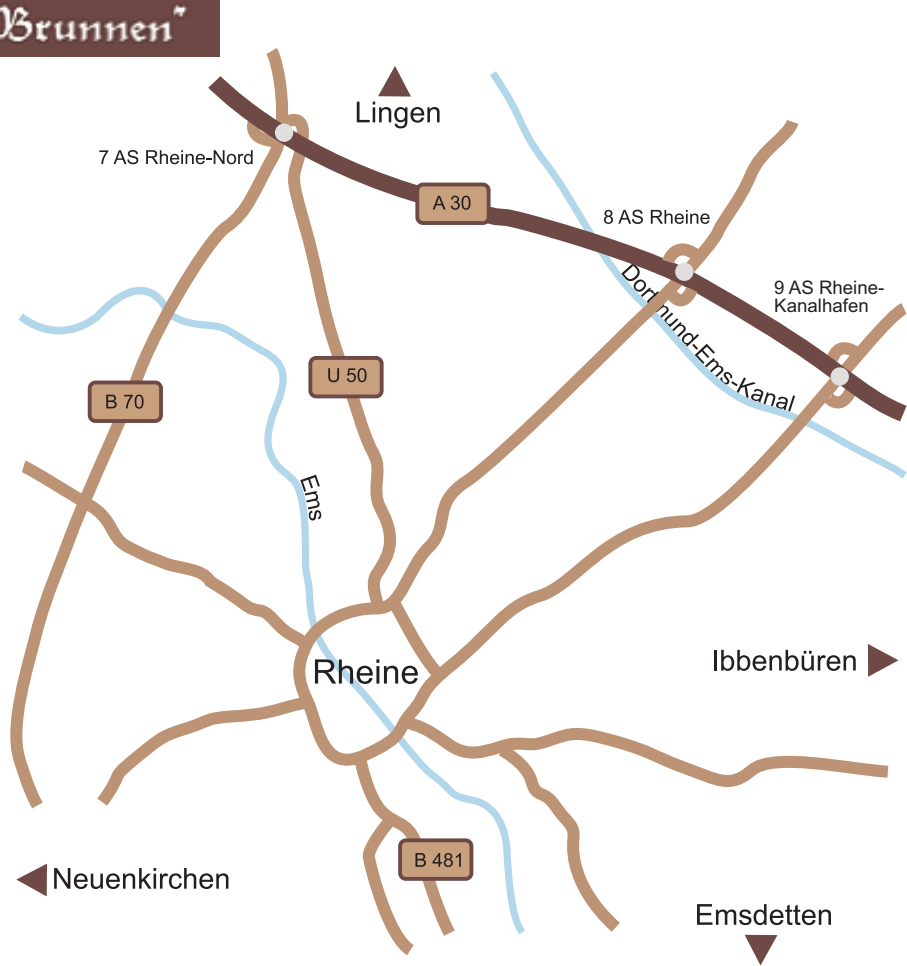 Brunnen"
Lingen
7 AS Rheine-Nord
A 30
8 AS Rheine
Dortmund-Ems-Kanal
9 AS Rheine-
Kanalhafen
U 50
B 70
Ems
Rheine
Ibbenbüren
B 481
Neuenkirchen
Emsdetten